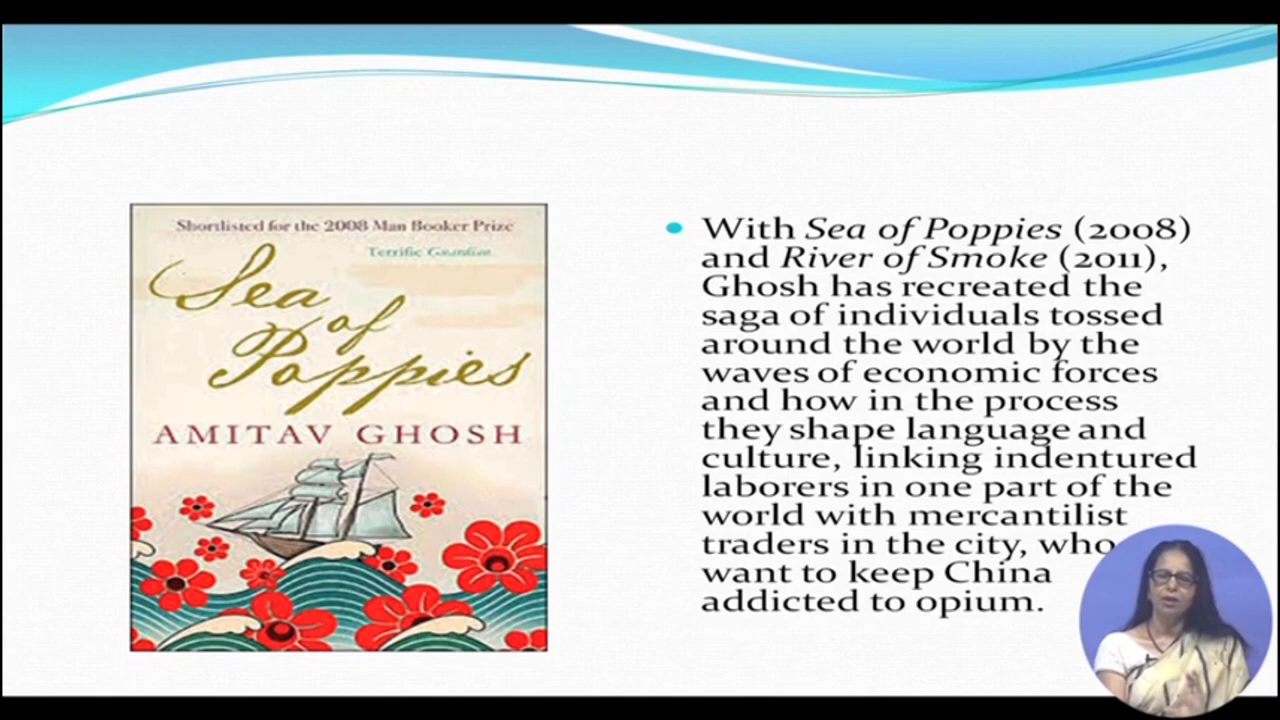 Shortlisted for the 2008 Man Booker Prize
Terrific Guardian
Sea
of
Poppies
AMITAV GHOSH
• With Sea of Poppies (2008)
and River of Smoke (2011),
Ghosh has recreated the
saga of individuals tossed
around the world by the
waves of economic forces
and how in the process
they shape language and
culture, linking indentured
laborers in one part of the
world with mercantilist
traders in the city, who
want to keep China
addicted to opium.